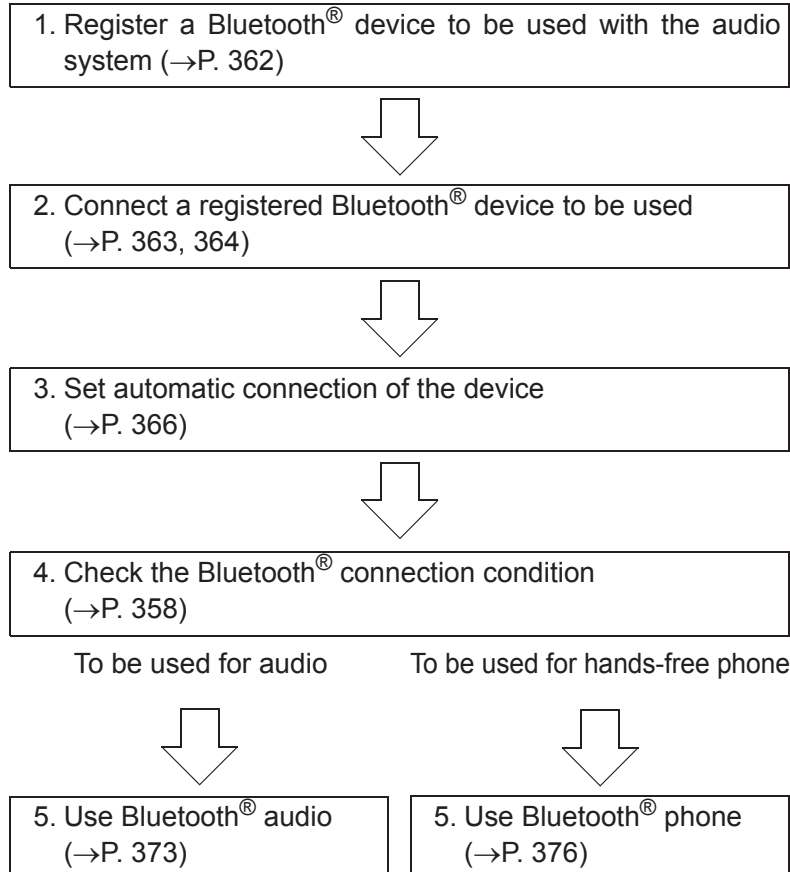 1. Register a Bluetooth® device to be used with the audio
system (→P. 362)
2. Connect a registered Bluetooth® device to be used
(→P. 363, 364)
3. Set automatic connection of the device
(→P. 366)
4. Check the Bluetooth® connection condition
(→P. 358)
To be used for audio
To be used for hands-free phone
5. Use Bluetooth® audio
(→P. 373)
5. Use Bluetooth® phone
(→P. 376)